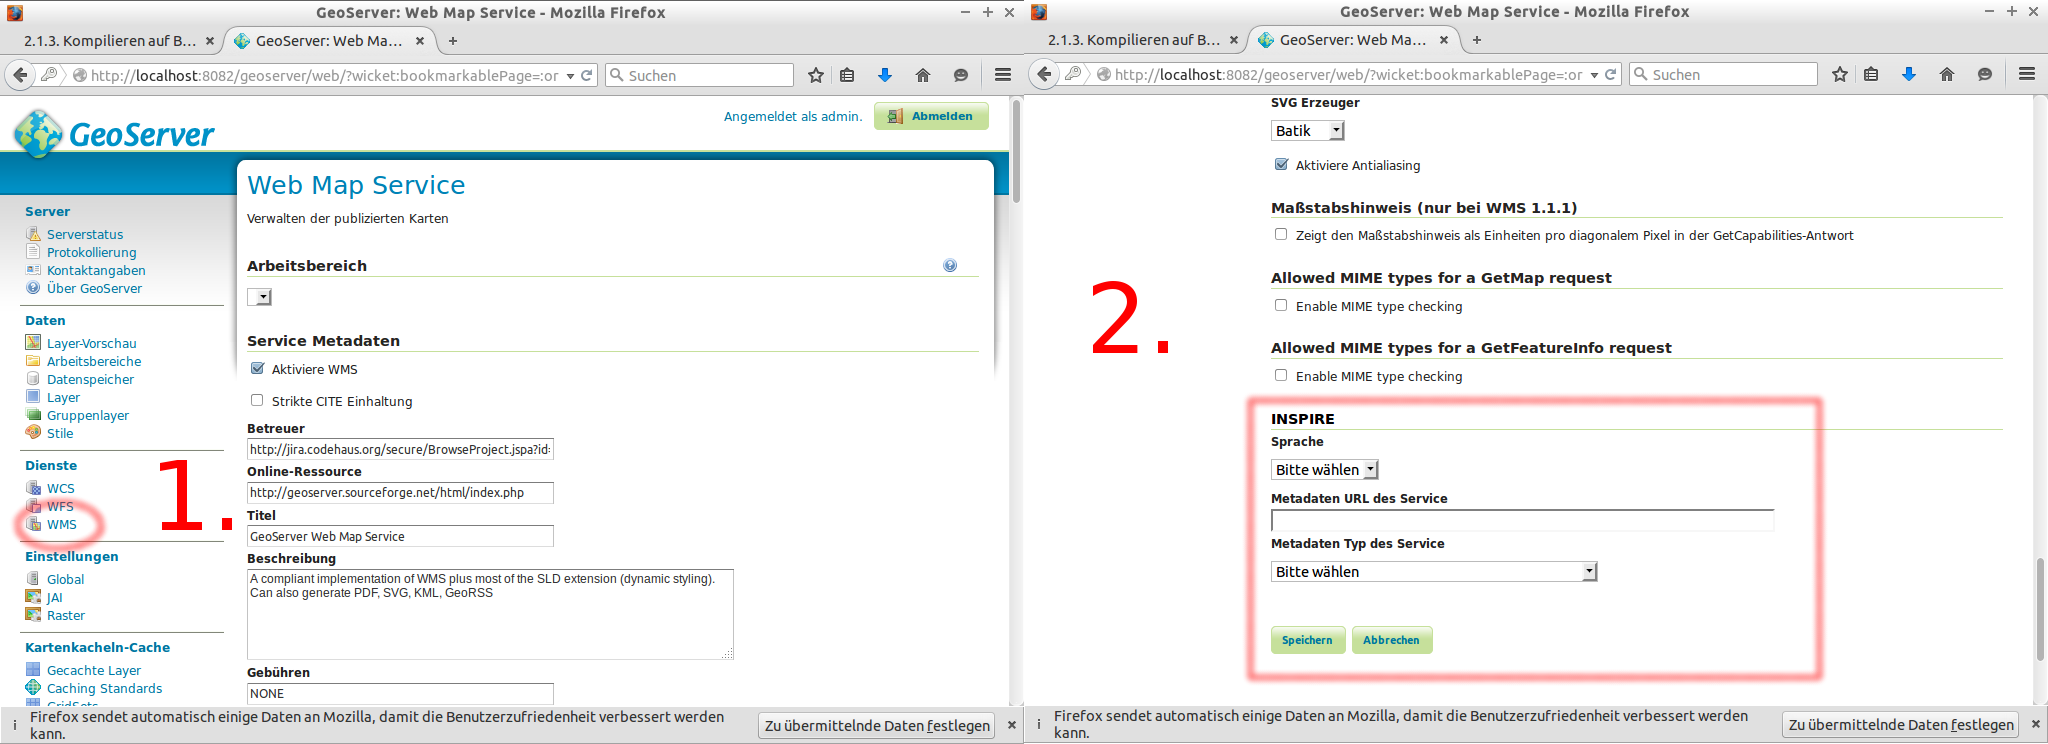 GeoServer: Web Map Service - Mozilla Firefox
2.1.3. Kompilieren auf B...
GeoServer: Web Ma...
http://localhost:8082/geoserver/web/?wicket:bookmarkablePage=:or
Suchen
GeoServer
Angemeldet als admin.
Abmelden
Server
Serverstatus
Protokollierung
Kontaktangaben
Über GeoServer
Daten
Layer-Vorschau
Arbeitsbereiche
Datenspeicher
Layer
Gruppenlayer
Stile
Dienste
WCS
WFS
WMS
1.
Einstellungen
Global
JAI
Raster
Kartenkacheln-Cache
Gecachte Layer
Caching Standards
GridSets
Web Map Service
Verwalten der publizierten Karten
Arbeitsbereich
Service Metadaten
Aktiviere WMS
Strikte CITE Einhaltung
Betreuer
http://jira.codehaus.org/secure/BrowseProject.jspa?id=
Online-Ressource
http://geoserver.sourceforge.net/html/index.php
Titel
GeoServer Web Map Service
Beschreibung
A compliant implementation of WMS plus most of the SLD extension (dynamic styling).
Can also generate PDF, SVG, KML, GeoRSS
Gebühren
NONE
Firefox sendet automatisch einige Daten an Mozilla, damit die Benutzerzufriedenheit verbessert werden
kann.
Zu übermittelnde Daten festlegen
GeoServer: Web Map Service - Mozilla Firefox
2.1.3. Kompilieren auf B...
GeoServer: Web Ma...
http://localhost:8082/geoserver/web/?wicket:bookmarkablePage=:or
Suchen
SVG Erzeuger
Batik
Aktiviere Antialiasing
Maßstabshinweis (nur bei WMS 1.1.1)
Zeigt den Maßstabshinweis als Einheiten pro diagonalem Pixel in der GetCapabilities-Antwort
Allowed MIME types for a GetMap request
Enable MIME type checking
2.
Allowed MIME types for a GetFeatureInfo request
Enable MIME type checking
INSPIRE
Sprache
Bitte wählen
Metadaten URL des Service
Metadaten Typ des Service
Bitte wählen
Speichern
Abbrechen
Firefox sendet automatisch einige Daten an Mozilla, damit die Benutzerzufriedenheit verbessert werden
kann.
Zu übermittelnde Daten festlegen